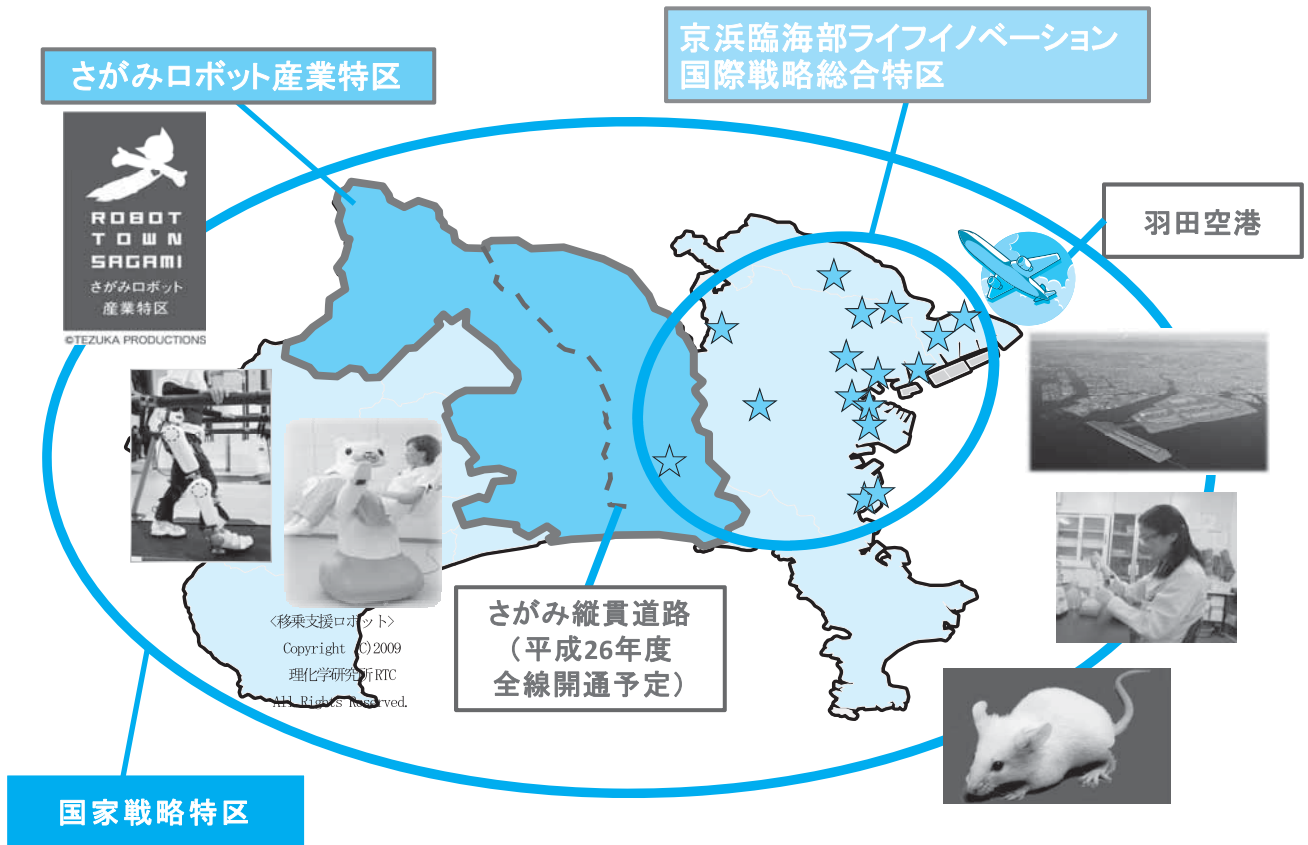 京浜臨海部ライフイノベーション
国際戦略総合特区
さがみロボット産業特区
ROBOT
TOWN
SAGAMI
さがみロボット
産業特区
©TEZUKA PRODUCTIONS
羽田空港
〈移乗支援ロボット〉
Copyright (C)2009
理化学研究所 RTC
All Rights Reserved.
さがみ縦貫道路
（平成26年度
全線開通予定）
国家戦略特区